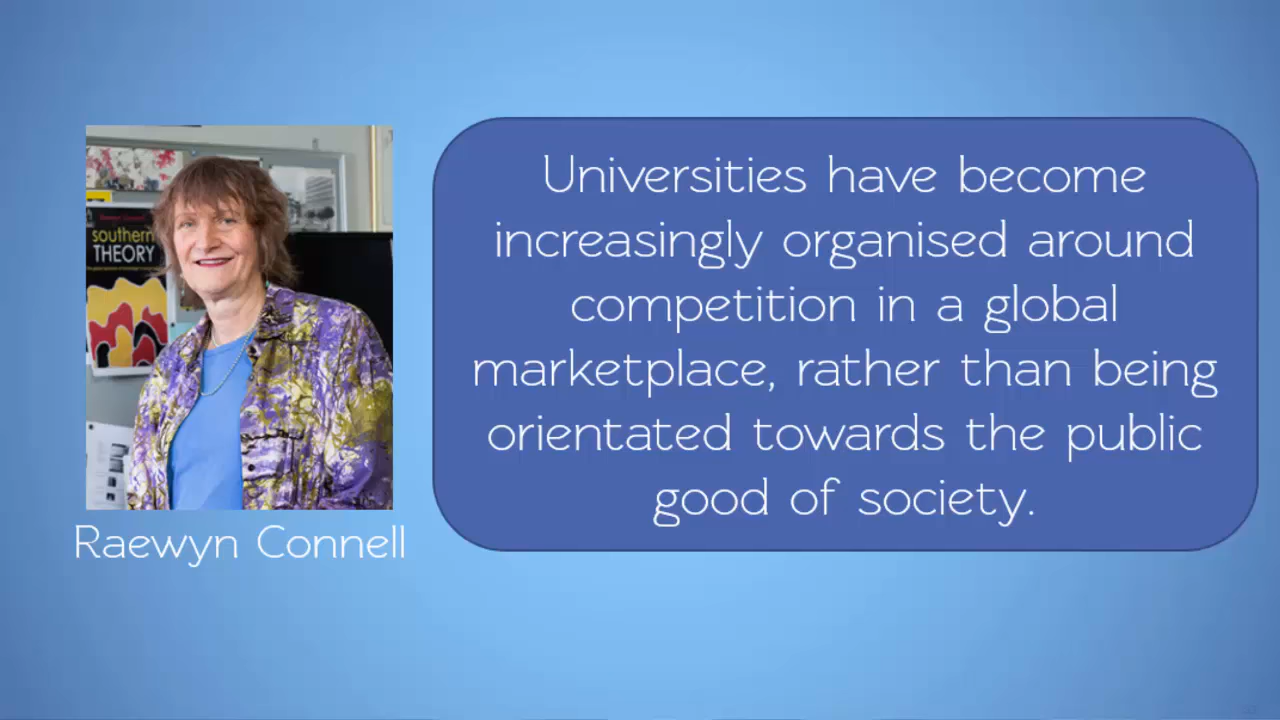 Universities have become
increasingly organised around
competition in a global
marketplace, rather than being
orientated towards the public
good of society.
southern
THEORY
Raewyn Connell